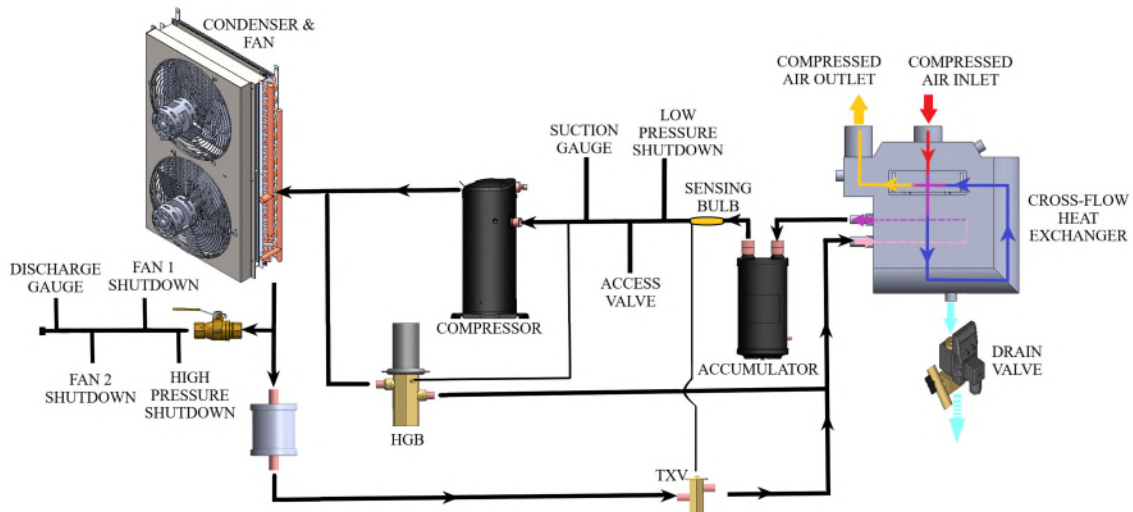 CONDENSER &
FAN
COMPRESSED
AIR OUTLET
COMPRESSED
AIR INLET
SUCTION
GAUGE
LOW
PRESSURE
SHUTDOWN
SENSING
BULB
CROSS-FLOW
HEAT
EXCHANGER
DISCHARGE
GAUGE
FAN 1
SHUTDOWN
ACCESS
VALVE
COMPRESSOR
ACCUMULATOR
DRAIN
VALVE
FAN 2
SHUTDOWN
HIGH
PRESSURE
SHUTDOWN
HGB
TXV